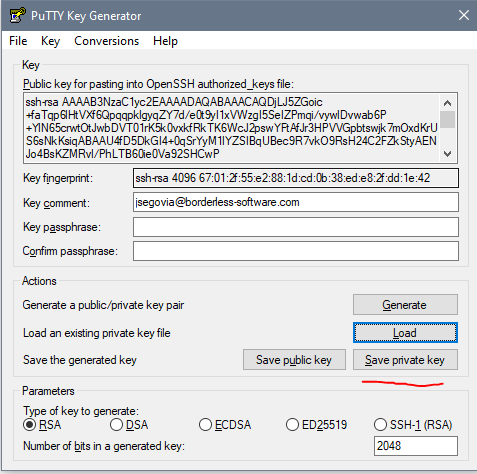 PuTTY Key Generator
File Key Conversions Help
Key
Public key for pasting into OpenSSH authorized_keys file:
ssh-rsa AAAAB3NzaC1yc2EAAAADAQABAAACAQDjLJ5ZGoic
+faTqp6lHtVXf6QpqqpklgyqZY7d/e0t9yI1xVWzgI5SelZPmqi/vywIDvwab6P
+YlN65crwtOtJwbDVT01rK5k0vxkfRkTK6WcJ2pswYFtAfJr3HPVVGpbtswjk7mOxdKrU
S6sNkKsiqABAAU4fD5DkGl4+0qSrYyM1lYZSIBqUBec9R7vkO9RsH24C2FZkStyAEN
Jo4BsKZMRvl/PhLTB60ie0Va92SHCwP
Key fingerprint: ssh-rsa 4096 67:01:2f:55:e2:88:1d:cd:0b:38:ed:e8:2f:dd:1e:42
Key comment: jsegovia@borderless-software.com
Key passphrase:
Confirm passphrase:
Actions
Generate a public/private key pair Generate
Load an existing private key file Load
Save the generated key Save public key Save private key
Parameters
Type of key to generate:
RSA DSA ECDSA ED25519 SSH-1 (RSA)
Number of bits in a generated key: 2048